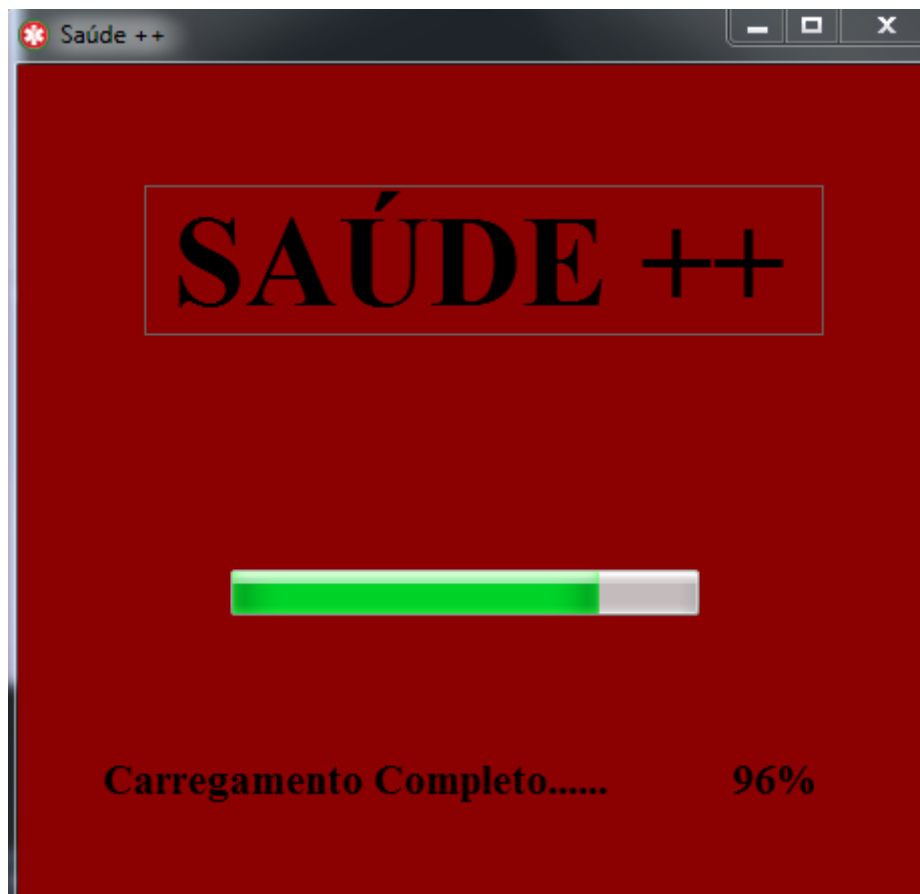 Saúde ++
SAÚDE ++
Carregamento Completo...... 96%